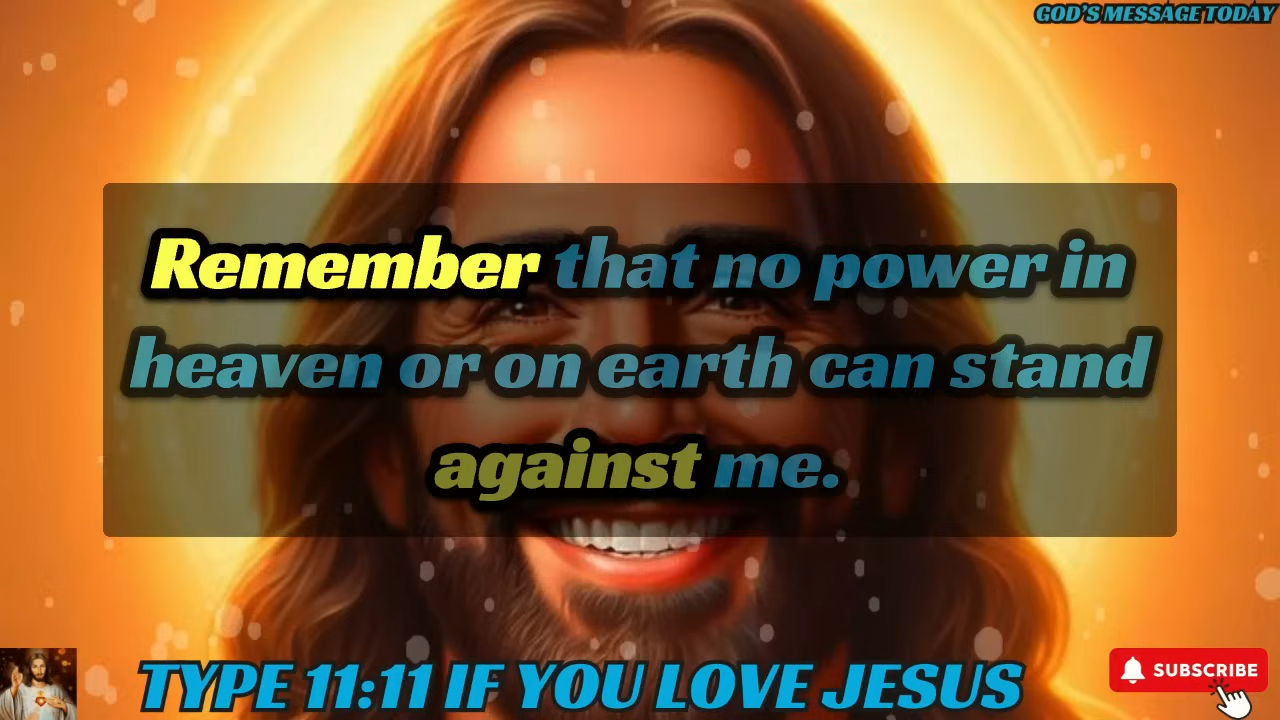 GOD'S MESSAGE TODAY
Remember that no power in
heaven or on earth can stand
against me.
TYPE 11:11 IF YOU LOVE JESUS
SUBSCRIBE